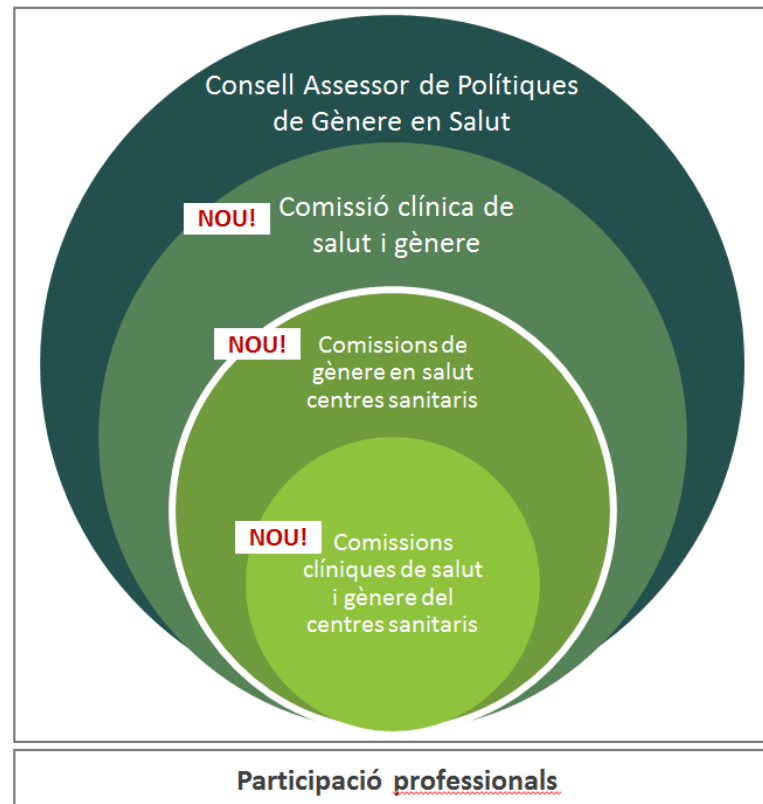 Consell Assessor de Polítiques
de Gènere en Salut
NOU!
Comissió clínica de
salut i gènere
NOU!
Comissions de
gènere en salut
centres sanitaris
NOU!
Comissions
clíniques de salut
i gènere del
centres sanitaris
Participació professionals